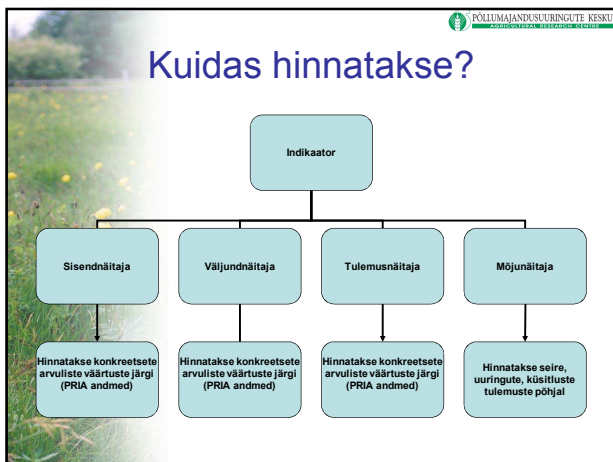 PÕLLUMAJANDUSUURINGUTE KESKU
AGRICULTURAL RESEARCH CENTRE
Kuidas hinnatakse?
Indikaator
Sisendnäitaja
Väljundnäitaja
Tulemusnäitaja
Mõjunäitaja
Hinnatakse konkreetsete
arvuliste väärtuste järgi
(PRIA andmed)
Hinnatakse konkreetsete
arvuliste väärtuste järgi
(PRIA andmed)
Hinnatakse konkreetsete
arvuliste väärtuste järgi
(PRIA andmed)
Hinnatakse seire,
uuringute, küsitluste
tulemuste põhjal